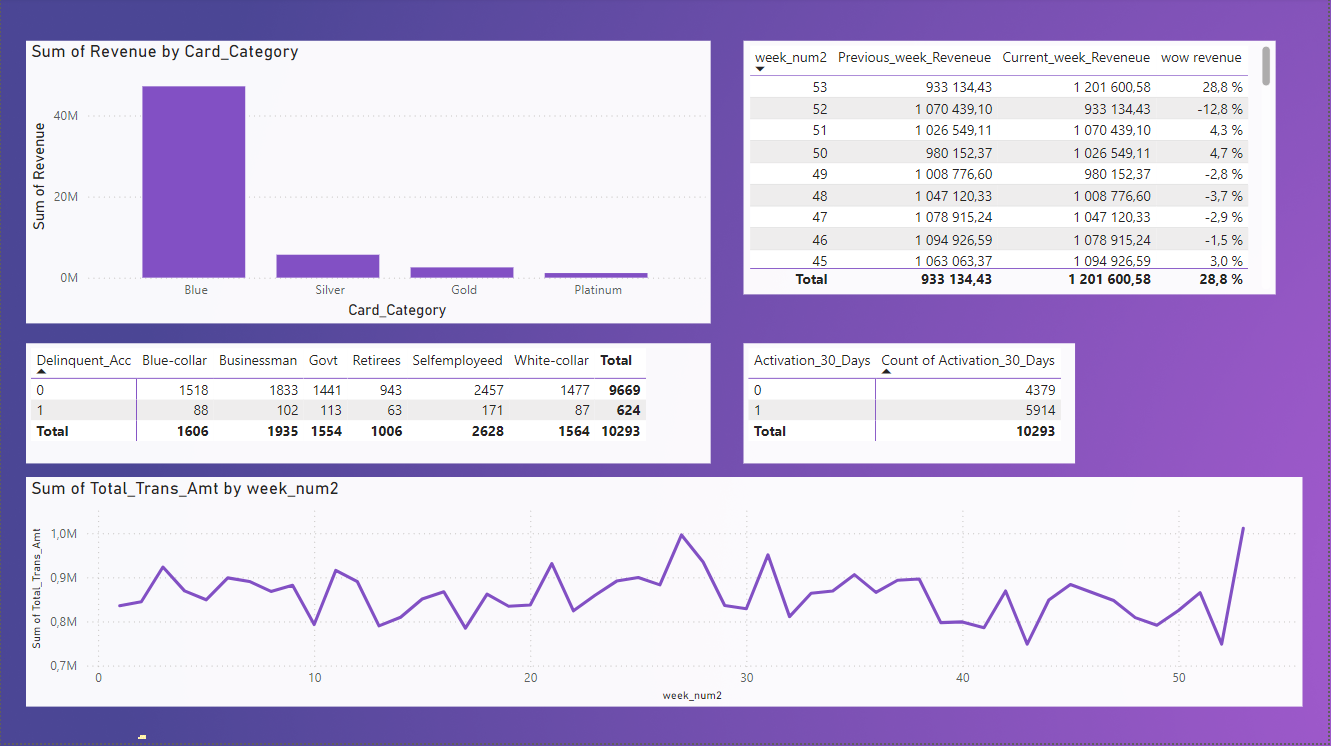 Sum of Revenue by Card_Category
Sum of Revenue
40M
20M
0M
Blue Silver Gold Platinum
Card_Category
week_num2 Previous_week_Reveneue Current_week_Reveneue wow revenue
53 933 134,43 1 201 600,58 28,8 %
52 1 070 439,10 933 134,43 -12,8 %
51 1 026 549,11 1 070 439,10 4,3 %
50 980 152,37 1 026 549,11 4,7 %
49 1 008 776,60 980 152,37 -2,8 %
48 1 047 120,33 1 008 776,60 -3,7 %
47 1 078 915,24 1 047 120,33 -2,9 %
46 1 094 926,59 1 078 915,24 -1,5 %
45 1 063 063,37 1 094 926,59 3,0 %
Total 933 134,43 1 201 600,58 28,8 %
Delinquent_Acc Blue-collar Businessman Govt Retirees Selfemployeed White-collar Total
0 1518 1833 1441 943 2457 1477 9669
1 88 102 113 63 171 87 624
Total 1606 1935 1554 1006 2628 1564 10293
Activation_30_Days Count of Activation_30_Days
0 4379
1 5914
Total 10293
Sum of Total_Trans_Amt by week_num2
Sum of Total_Trans_Amt
1,0M
0,9M
0,8M
0,7M
0 10 20 30 40 50
week_num2